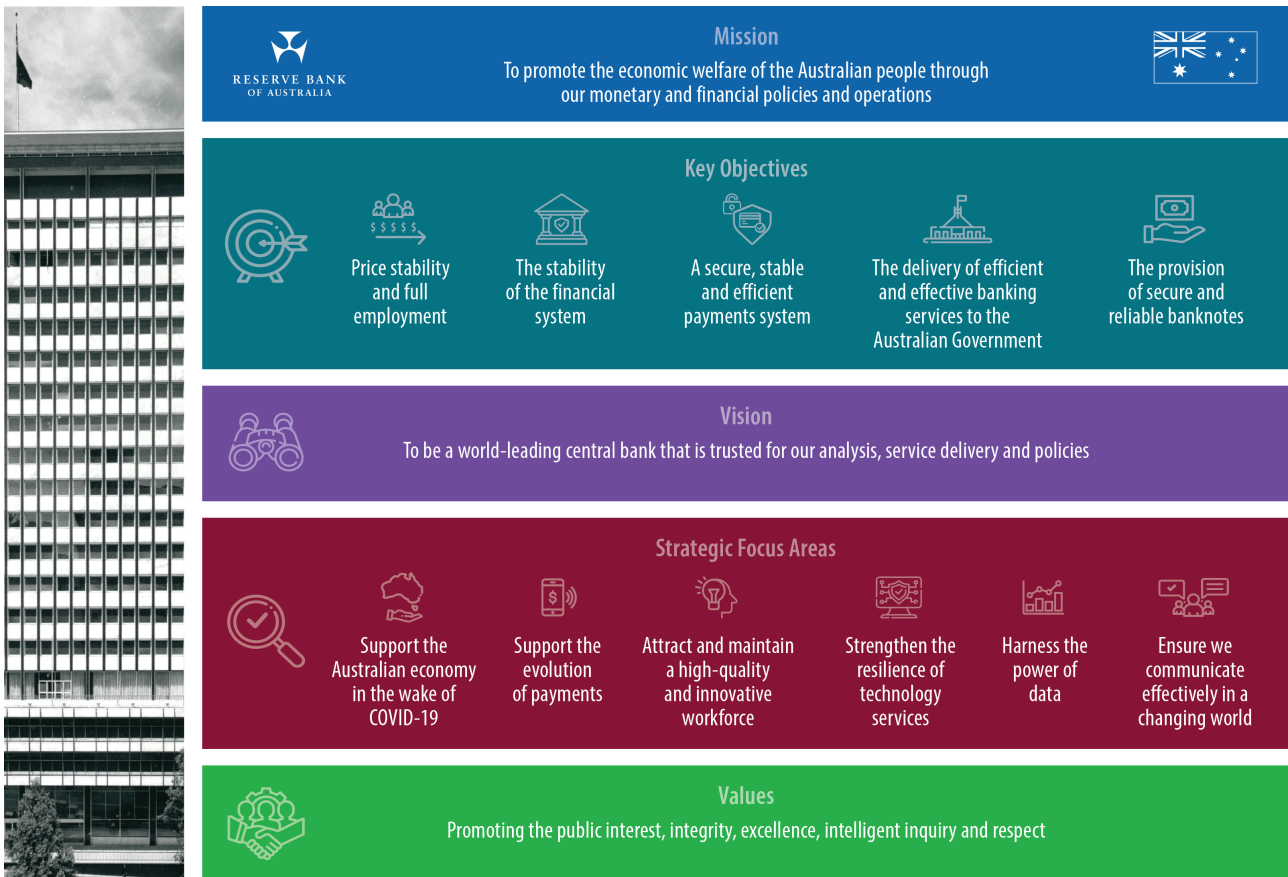 RESERVE BANK
OF AUSTRALIA
Mission
To promote the economic welfare of the Australian people through
our monetary and financial policies and operations
Key Objectives
$ $ $ $ $
Price stability
and full
employment
The stability
of the financial
system
A secure, stable
and efficient
payments system
The delivery of efficient
and effective banking
services to the
Australian Government
The provision
of secure and
reliable banknotes
Vision
To be a world-leading central bank that is trusted for our analysis, service delivery and policies
Strategic Focus Areas
Support the
Australian economy
in the wake of
COVID-19
$
Support the
evolution
of payments
Attract and maintain
a high-quality
and innovative
workforce
Strengthen the
resilience of
technology
services
Harness the
power of
data
Ensure we
communicate
effectively in a
changing world
Values
Promoting the public interest, integrity, excellence, intelligent inquiry and respect